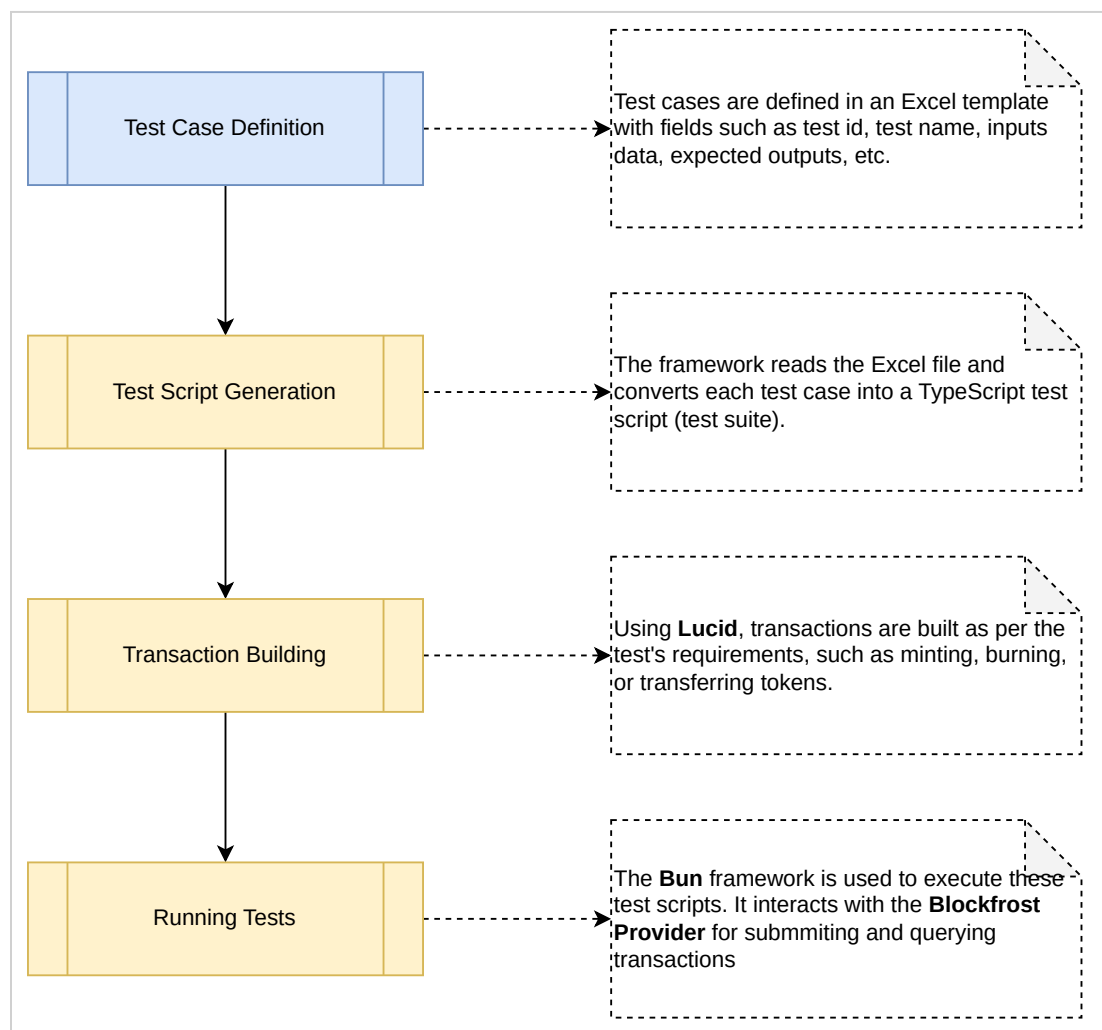 Test Case Definition
Test cases are defined in an Excel template
with fields such as test id, test name, inputs
data, expected outputs, etc.
Test Script Generation
The framework reads the Excel file and
converts each test case into a TypeScript test
script (test suite).
Transaction Building
Using Lucid, transactions are built as per the
test's requirements, such as minting, burning,
or transferring tokens.
Running Tests
The Bun framework is used to execute these
test scripts. It interacts with the Blockfrost
Provider for submmiting and querying
transactions